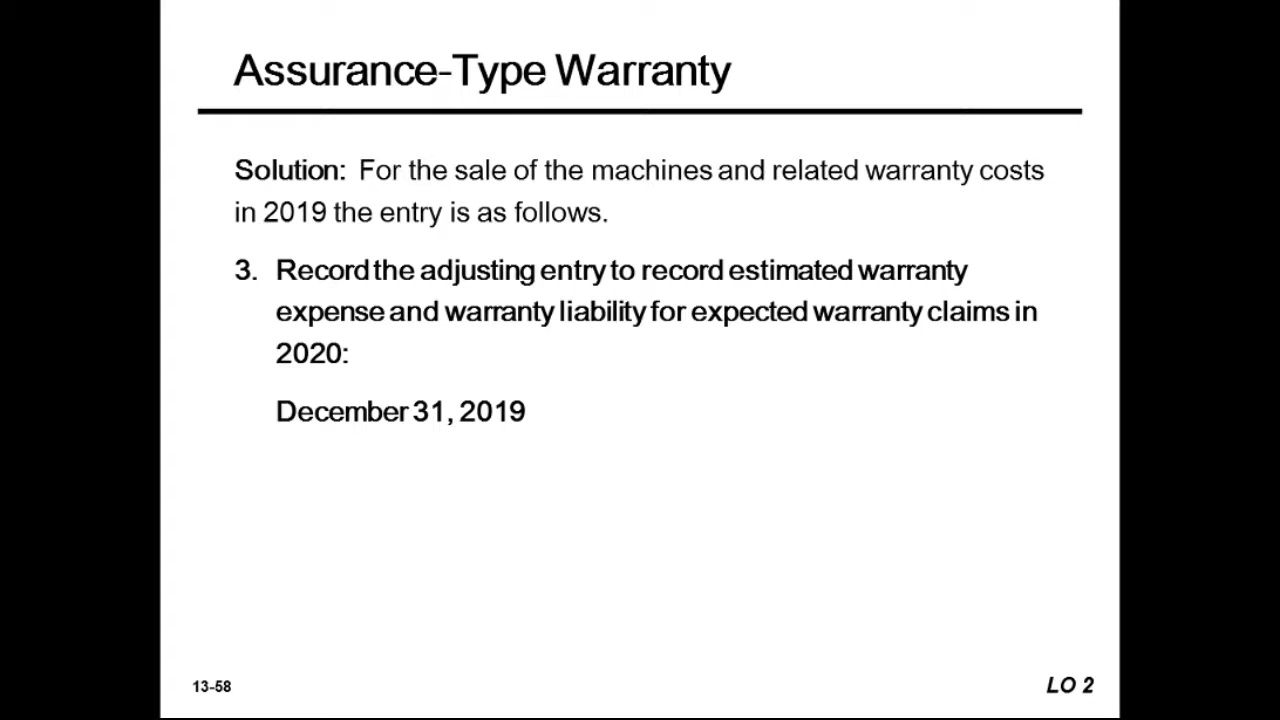 Assurance-Type Warranty
Solution: For the sale of the machines and related warranty costs
in 2019 the entry is as follows.
3. Record the adjusting entry to record estimated warranty
expense and warranty liability for expected warranty claims in
2020:
December 31, 2019
13-58
LO 2